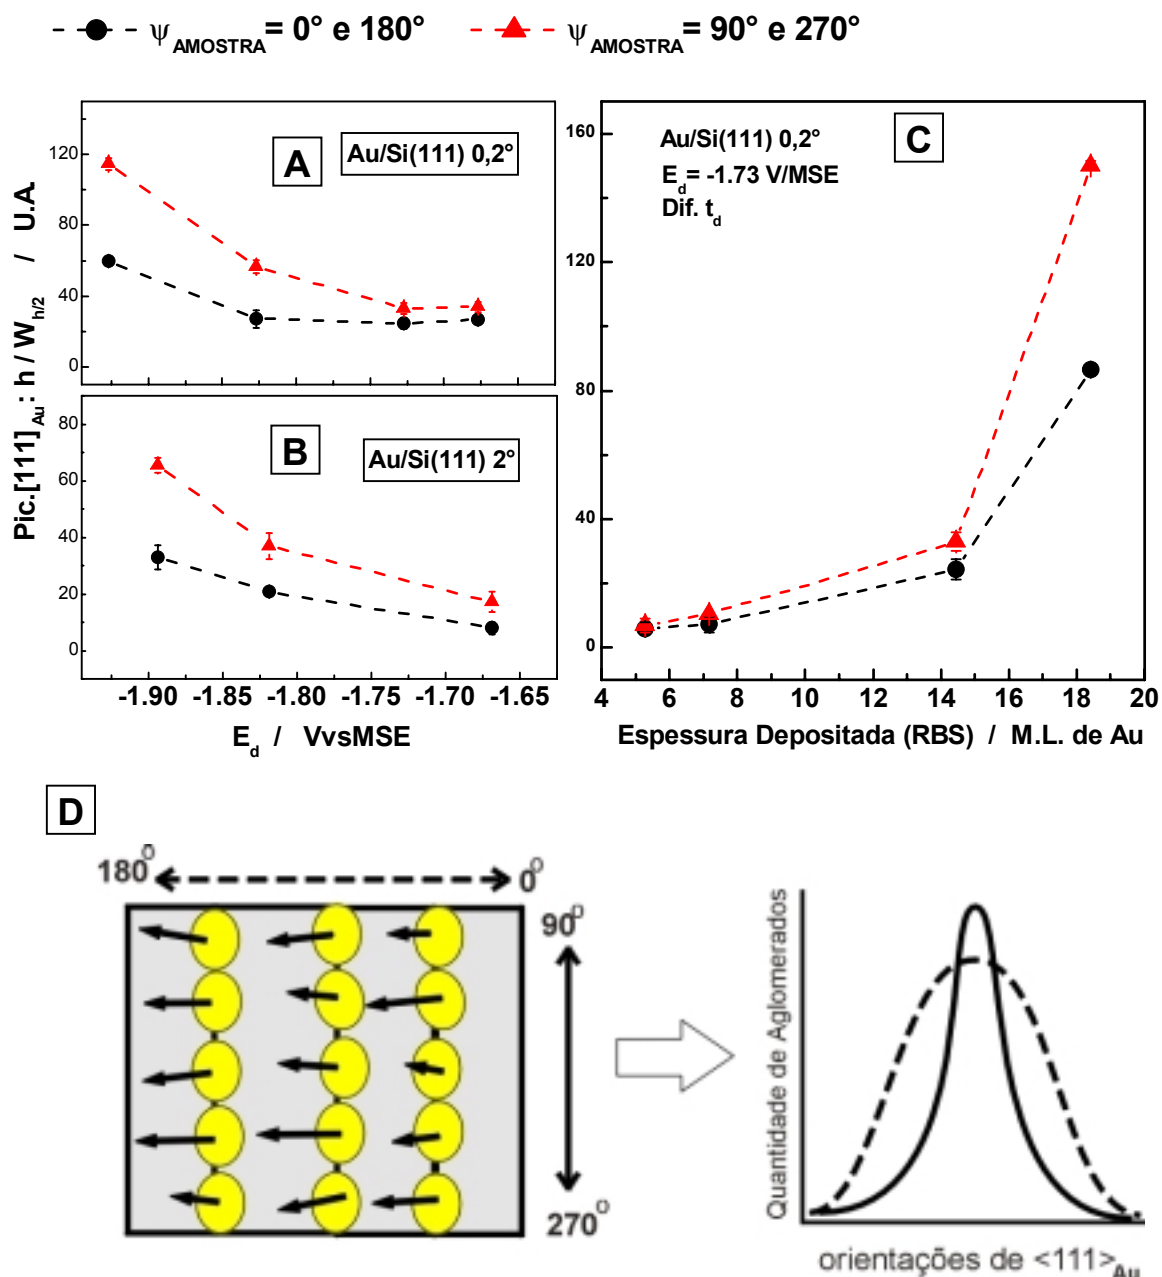 ψAMOSTRA = 0° e 180°   ψAMOSTRA = 90° e 270°
Pic.[111]Au : h / Wh/2 / U.A.
A
Au/Si(111) 0,2°
120
80
40
0
B
Au/Si(111) 2°
80
60
40
20
0
-1.90 -1.85 -1.80 -1.75 -1.70 -1.65
Ed / VvsMSE
C
Au/Si(111) 0,2°
Ed= -1.73 V/MSE
Dif. td
160
120
80
40
0
4 6 8 10 12 14 16 18 20
Espessura Depositada (RBS) / M.L. de Au
D
180° 0°
90°
270°
Quantidade de Aglomerados
orientações de <111>Au